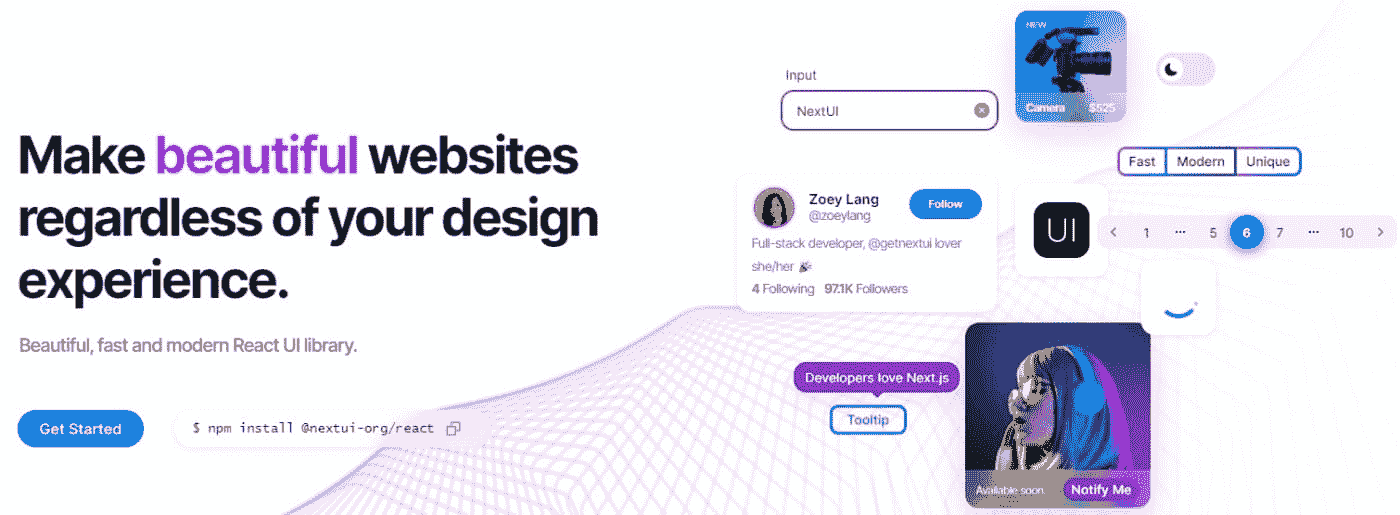 Make beautiful websites
regardless of your design
experience.
Beautiful, fast and modern React UI library.
Get Started
$ npm install @nextui-org/react
Input
NextUI
NEW
Camera $525
Fast Modern Unique
Zoey Lang
@zoeylang
Follow
Full-stack developer, @getnextui lover
she/her 🎉
4 Following 97.1K Followers
UI
1 ... 5 6 7 ... 10
Developers love Next.js
Tooltip
Available soon.
Notify Me